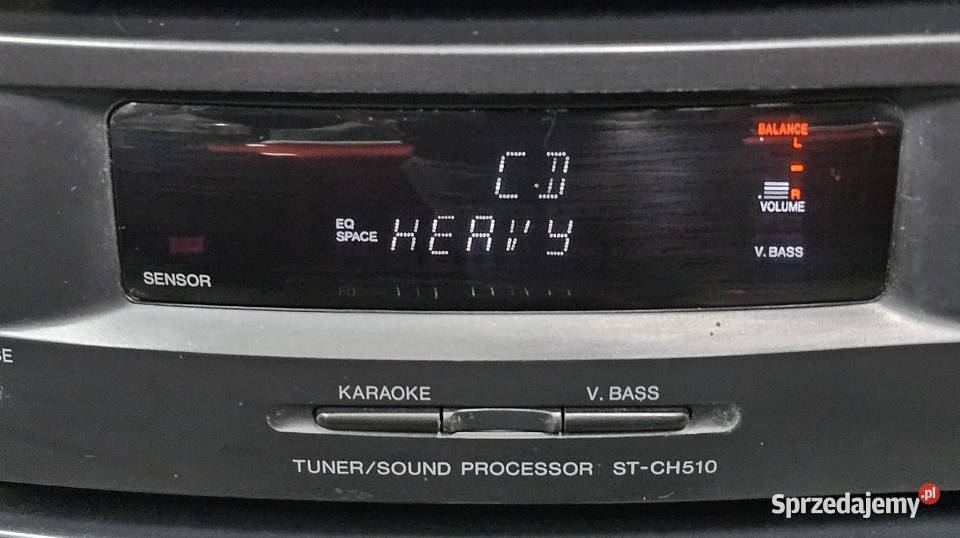 BALANCE
L
CD
R
VOLUME
EQ
SPACE
HEAVY
V. BASS
SENSOR
KARAOKE
V. BASS
TUNER/SOUND PROCESSOR ST-CH510
Sprzedajemy.pl